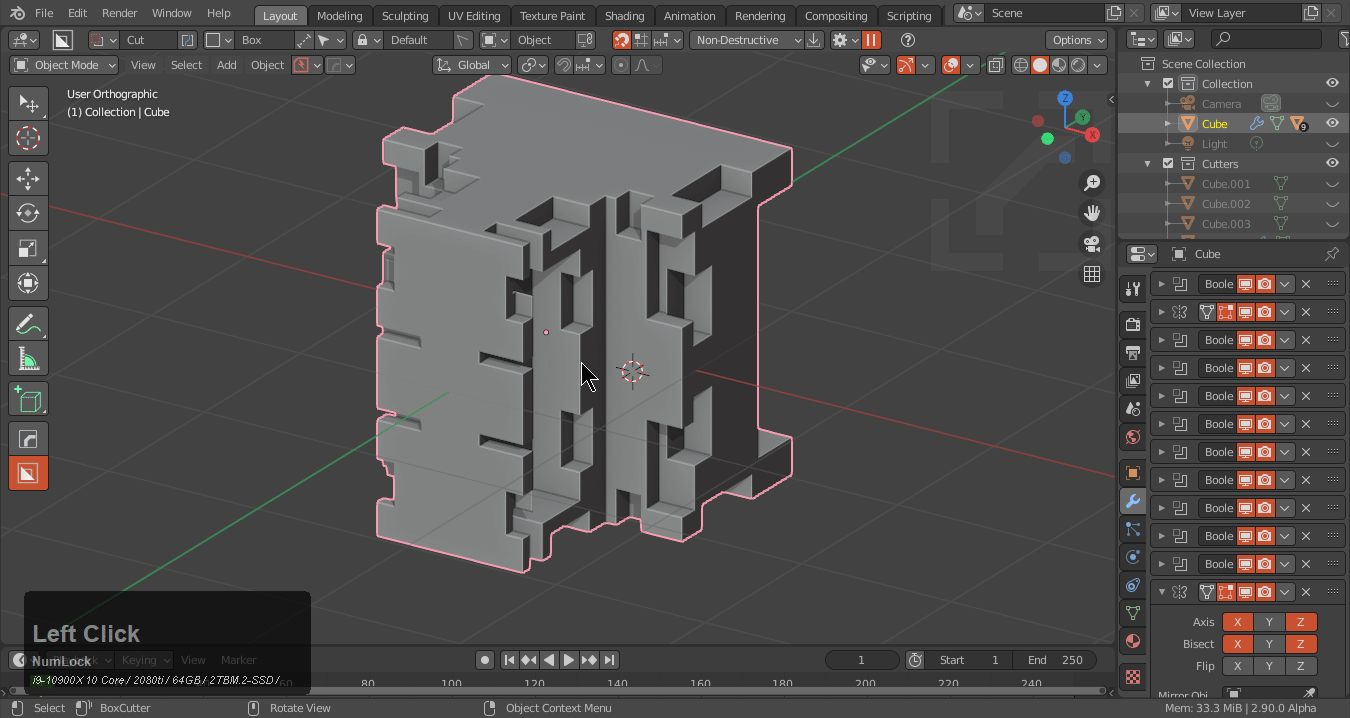 File Edit Render Window Help Layout Modeling Sculpting UV Editing Texture Paint Shading Animation Rendering Compositing Scripting Scene View Layer
Cut Box Default Object Non-Destructive Options
Object Mode View Select Add Object Global
User Orthographic
(1) Collection | Cube
Z
Y
X
Scene Collection
Collection
Camera
Cube 9
Light
Cutters
Cube.001
Cube.002
Cube.003
Cube
Boole
Boole
Boole
Boole
Boole
Boole
Boole
Boole
Boole
Boole
Axis X Y Z
Bisect X Y Z
Flip X Y Z
Mirror Obj
Left Click
NumLock
Keying View Marker
i9-10900X 10 Core / 2080ti / 64GB / 2TBM.2-SSD /
1 Start 1 End 250
60 80 100 120 140 160 180 200 220 240
Select BoxCutter Rotate View Object Context Menu Mem: 33.3 MiB | 2.90.0 Alpha